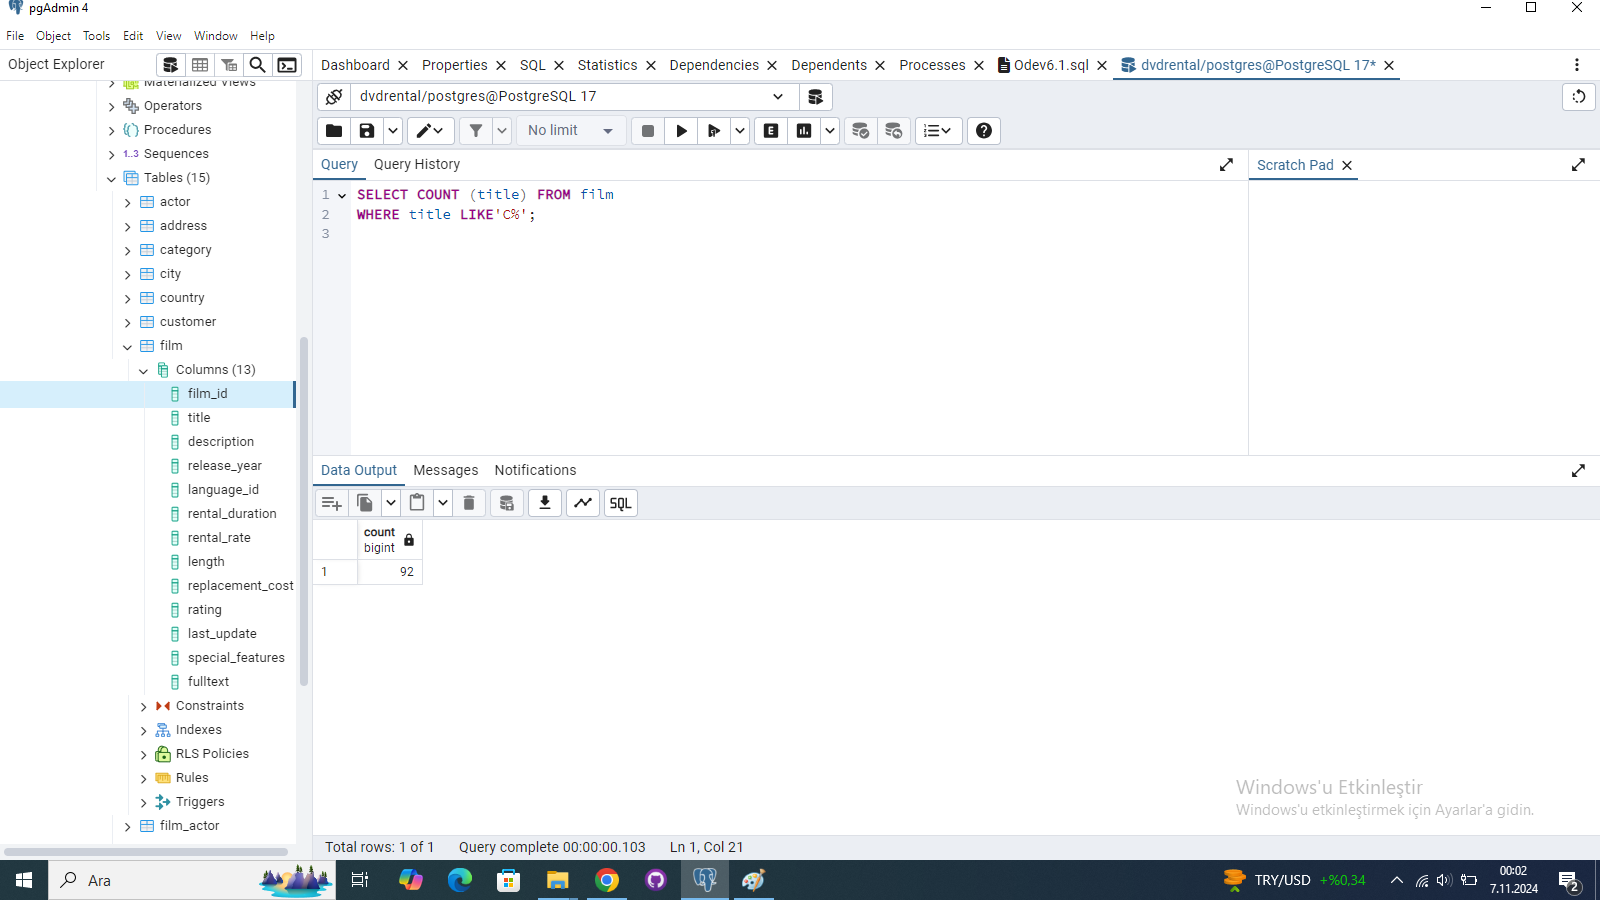 pgAdmin 4
File Object Tools Edit View Window Help
Object Explorer
Dashboard Properties SQL Statistics Dependencies Dependents Processes Odev6.1.sql dvdrental/postgres@PostgreSQL 17*
dvdrental/postgres@PostgreSQL 17
No limit
E
Query Query History
Scratch Pad
1 SELECT COUNT (title) FROM film
2 WHERE title LIKE'C%';
3
Materialized Views
Operators
Procedures
1..3 Sequences
Tables (15)
actor
address
category
city
country
customer
film
Columns (13)
film_id
title
description
release_year
language_id
rental_duration
rental_rate
length
replacement_cost
rating
last_update
special_features
fulltext
Constraints
Indexes
RLS Policies
Rules
Triggers
film_actor
Data Output Messages Notifications
SQL
count
bigint
1 92
Windows'u Etkinleştir
Windows'u etkinleştirmek için Ayarlar'a gidin.
Total rows: 1 of 1 Query complete 00:00:00.103 Ln 1, Col 21
Ara
TRY/USD +%0,34
00:02
7.11.2024
2